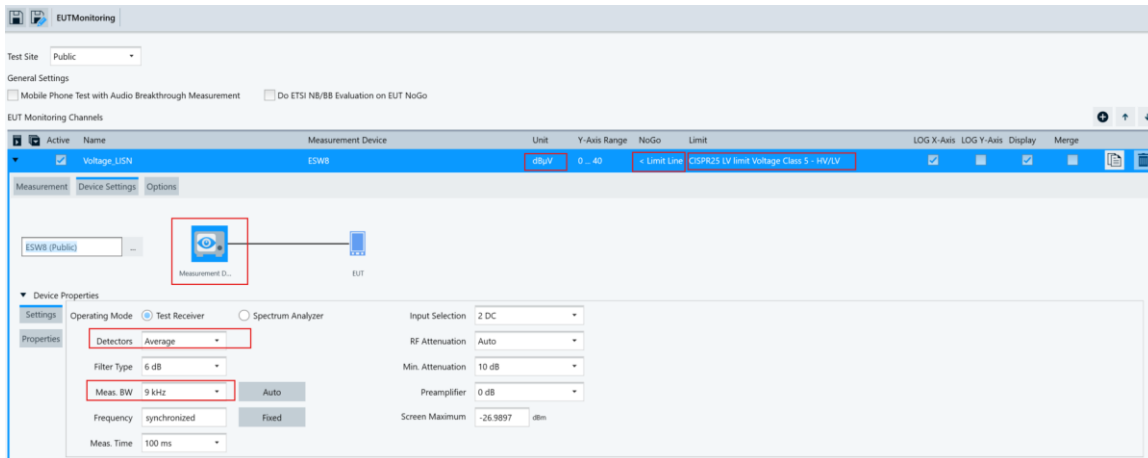 EUTMonitoring
Test Site Public
General Settings
Mobile Phone Test with Audio Breakthrough Measurement Do ETSI NB/BB Evaluation on EUT NoGo
EUT Monitoring Channels
Active Name Measurement Device Unit Y-Axis Range NoGo Limit LOG X-Axis LOG Y-Axis Display Merge
Voltage_LISN ESW8 dBµV 0 ... 40 < Limit Line CISPR25 LV limit Voltage Class 5 - HV/LV
Measurement Device Settings Options
ESW8 (Public) ...
Measurement D... EUT
Device Properties
Settings Operating Mode Test Receiver Spectrum Analyzer Input Selection 2 DC
Properties Detectors Average RF Attenuation Auto
Filter Type 6 dB Min. Attenuation 10 dB
Meas. BW 9 kHz Auto Preamplifier 0 dB
Frequency synchronized Fixed Screen Maximum -26.9897 dBm
Meas. Time 100 ms